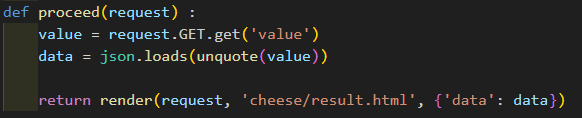 def proceed(request) :
    value = request.GET.get('value')
    data = json.loads(unquote(value))

    return render(request, 'cheese/result.html', {'data': data})